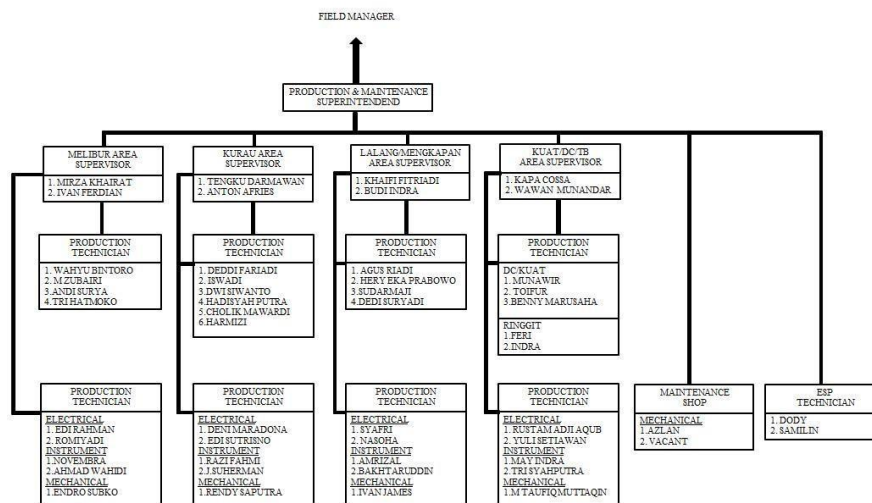 FIELD MANAGER
PRODUCTION & MAINTENANCE
SUPERINTENDEND
MELIBUR AREA
SUPERVISOR
1. MIRZA KHAIRAT
2. IVAN FERDIAN
KURAU AREA
SUPERVISOR
1. TENGKU DARMAWAN
2. ANTON AFRIES
LALANG/MENGKAPAN
AREA SUPERVISOR
1. KHAIFI FITRIADI
2. BUDI INDRA
KUAT/DC/TB
AREA SUPERVISOR
1. KAPA COSSA
2. WAWAN MUNANDAR
PRODUCTION
TECHNICIAN
1. WAHYU BINTORO
2. M ZUBAIRI
3.ANDI SURYA
4.TRI HATMOKO
PRODUCTION
TECHNICIAN
1. DEDDI FARIADI
2. ISWADI
3.DWI SIWANTO
4.HADISYAH PUTRA
5.CHOLIK MAWARDI
6.HARMIZI
PRODUCTION
TECHNICIAN
1. AGUS RIADI
2. HERY EKA PRABOWO
3.SUDARMAJI
4. DEDI SURYADI
PRODUCTION
TECHNICIAN
DC/KUAT
1. MUNAWIR
2. TOIFUR
3.BENNY MARUSAHA
RINGGIT
1.FERI
2.INDRA
PRODUCTION
TECHNICIAN
ELECTRICAL
1. EDI RAHMAN
2. ROMIYADI
INSTRUMENT
1.NOVEMBRA
2.AHMAD WAHIDI
MECHANICAL
1.ENDRO SUBKO
PRODUCTION
TECHNICIAN
ELECTRICAL
1. DENI MARADONA
2. EDI SUTRISNO
INSTRUMENT
1.RAZI FAHMI
2.J.SUHERMAN
MECHANICAL
1.RENDY SAPUTRA
PRODUCTION
TECHNICIAN
ELECTRICAL
1. SYAFRI
2. NASOHA
INSTRUMENT
1.AMRIZAL
2.BAKHTARUDDIN
MECHANICAL
1.IVAN JAMES
PRODUCTION
TECHNICIAN
ELECTRICAL
1. RUSTAM ADJI AQUB
2. YULI SETIAWAN
INSTRUMENT
1.MAY INDRA
2.TRI SYAHPUTRA
MECHANICAL
1.M TAUFIQ MUTTAQIN
MAINTENANCE
SHOP
MECHANICAL
1.AZLAN
2. VACANT
ESP
TECHNICIAN
1. DODY
2. SAMILIN